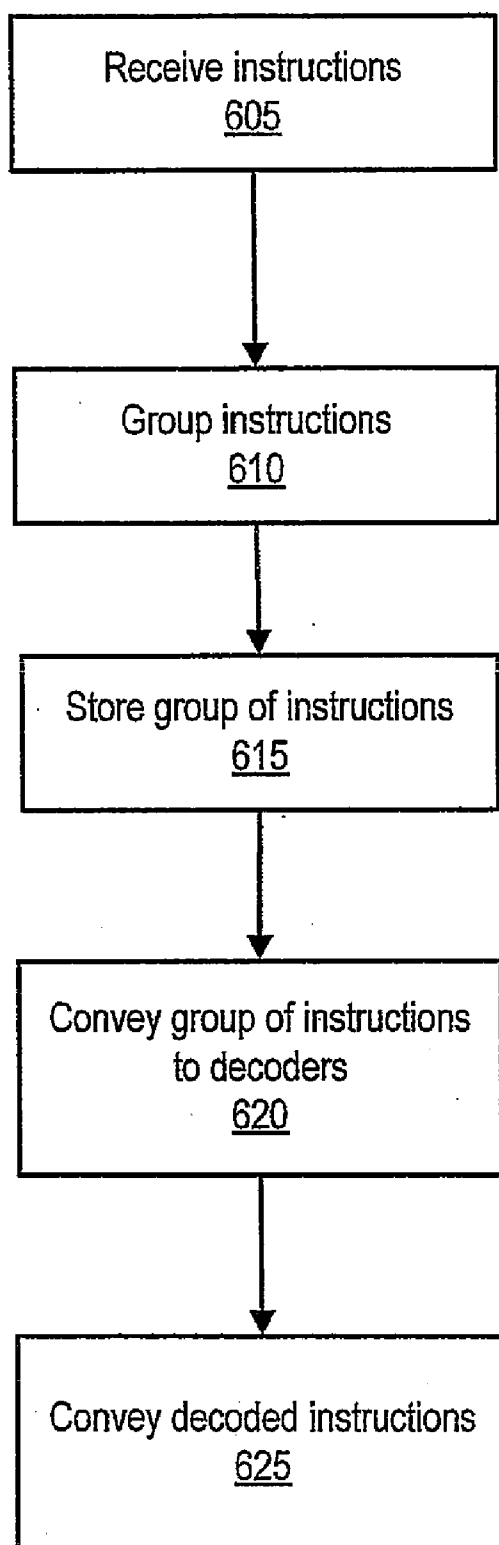 Receive instructions
605
Group instructions
610
Store group of instructions
615
Convey group of instructions
to decoders
620
Convey decoded instructions
625